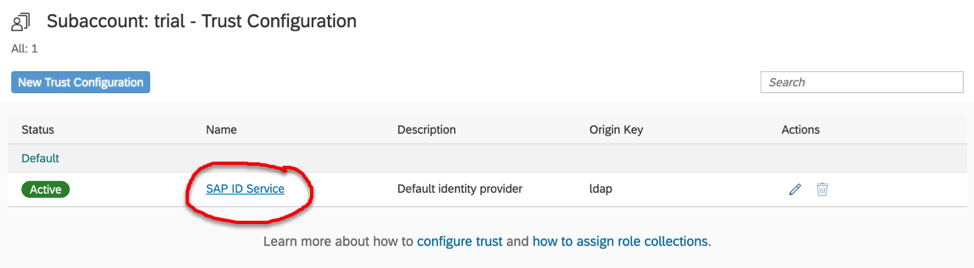 Subaccount: trial - Trust Configuration
All: 1
New Trust Configuration
Search
Status Name Description Origin Key Actions
Default
Active SAP ID Service Default identity provider ldap
Learn more about how to configure trust and how to assign role collections.